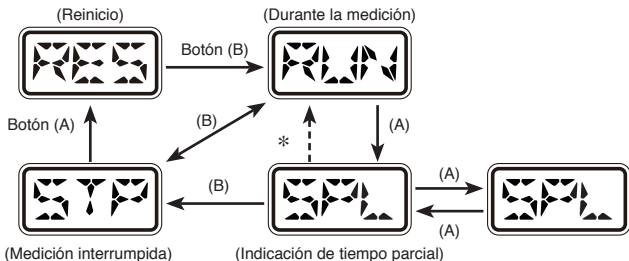 (Reinicio)
(Durante la medición)
RES
Botón (B)
RUN
Botón (A)
(B)
*
(A)
STP
(B)
SPL
(A)
(A)
SPL
(Medición interrumpida)
(Indicación de tiempo parcial)